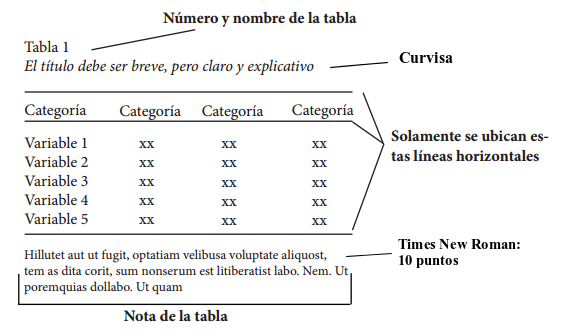 Número y nombre de la tabla
Tabla 1
El título debe ser breve, pero claro y explicativo
Curvisa
Categoría Categoría Categoría Categoría
Variable 1 xx xx xx
Variable 2 xx xx xx
Variable 3 xx xx xx
Variable 4 xx xx xx
Variable 5 xx xx xx
Solamente se ubican es-
tas líneas horizontales
Hillutet aut ut fugit, optatiam velibusa voluptate aliquost,
tem as dita corit, sum nonserum est litiberatist labo. Nem. Ut
poremquias dollabo. Ut quam
Times New Roman:
10 puntos
Nota de la tabla